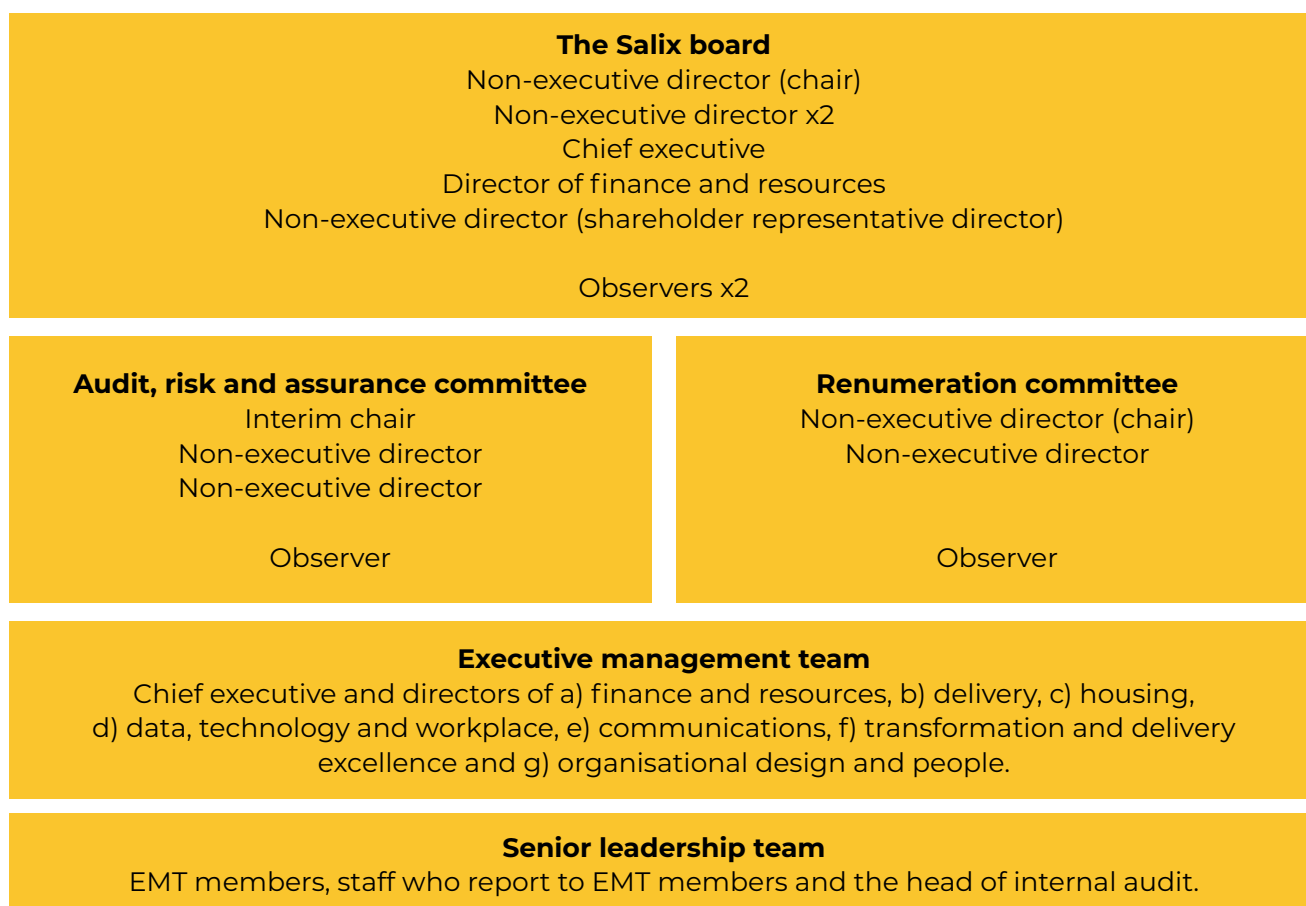 The Salix board
Non-executive director (chair)
Non-executive director x2
Chief executive
Director of finance and resources
Non-executive director (shareholder representative director)
Observers x2
Audit, risk and assurance committee
Interim chair
Non-executive director
Non-executive director
Observer
Renumeration committee
Non-executive director (chair)
Non-executive director
Observer
Executive management team
Chief executive and directors of a) finance and resources, b) delivery, c) housing,
d) data, technology and workplace, e) communications, f) transformation and delivery
excellence and g) organisational design and people.
Senior leadership team
EMT members, staff who report to EMT members and the head of internal audit.